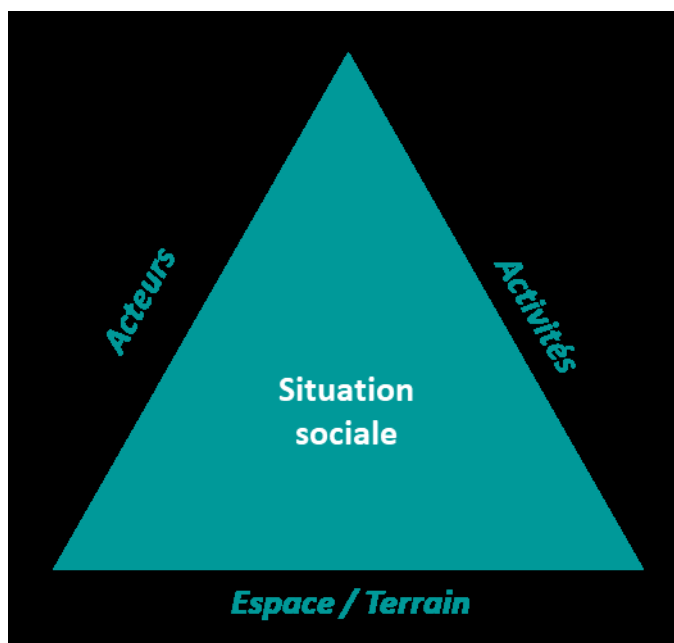 Acteurs
Activités
Situation
sociale
Espace / Terrain